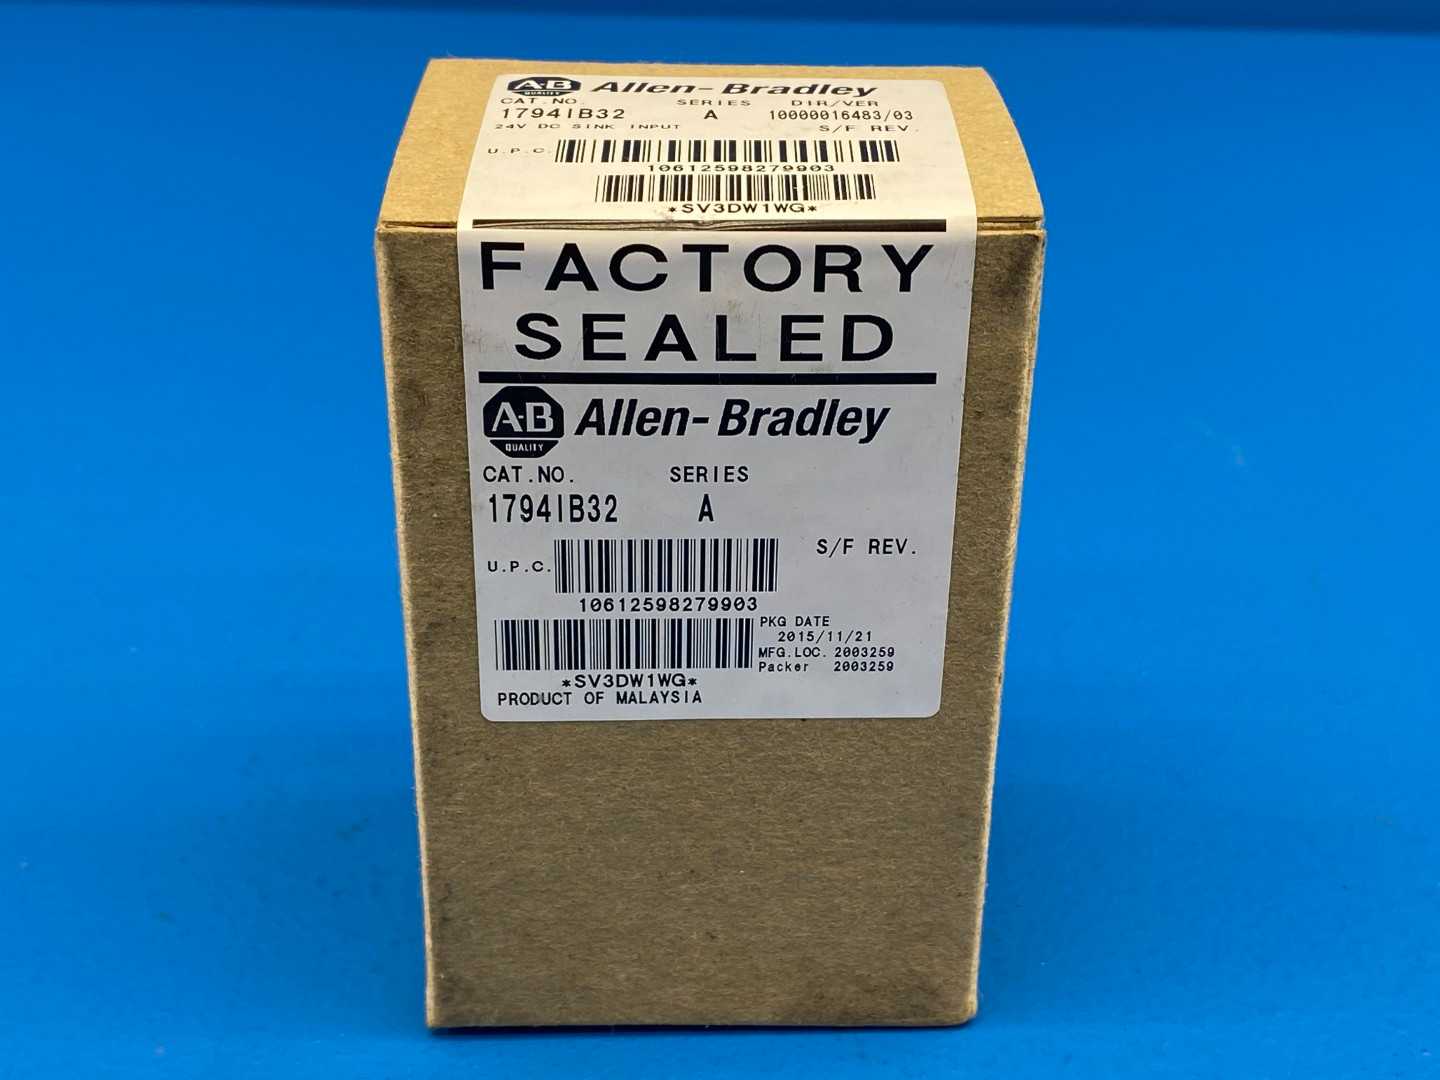 A-B QUALITY Allen-Bradley
CAT.NO. SERIES DIR/VER
1794IB32 A 10000016483/03
24V DC SINK INPUT S/F REV.
U.P.C.
10612598279903
*SV3DW1WG*
FACTORY
SEALED
A-B QUALITY Allen-Bradley
CAT.NO. SERIES
1794IB32 A
S/F REV.
U.P.C.
10612598279903
PKG DATE
2015/11/21
MFG.LOC. 2003259
Packer 2003259
*SV3DW1WG*
PRODUCT OF MALAYSIA